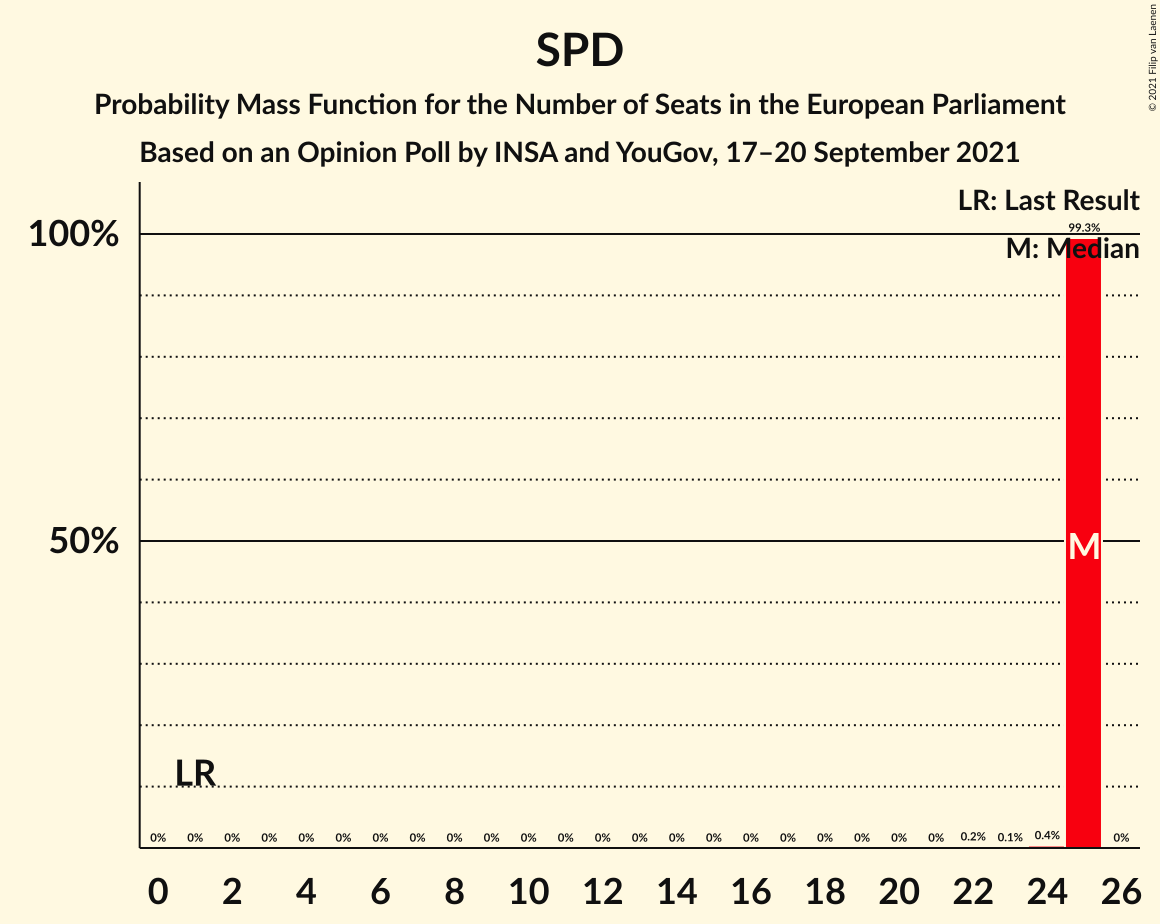 SPD
Probability Mass Function for the Number of Seats in the European Parliament
Based on an Opinion Poll by INSA and YouGov, 17–20 September 2021
© 2021 Filip van Laenen
LR: Last Result
M: Median
100%
99.3%
50%
M
LR
0% 0% 0% 0% 0% 0% 0% 0% 0% 0% 0% 0% 0% 0% 0% 0% 0% 0% 0% 0% 0% 0% 0.2% 0.1% 0.4% 0%
0 2 4 6 8 10 12 14 16 18 20 22 24 26